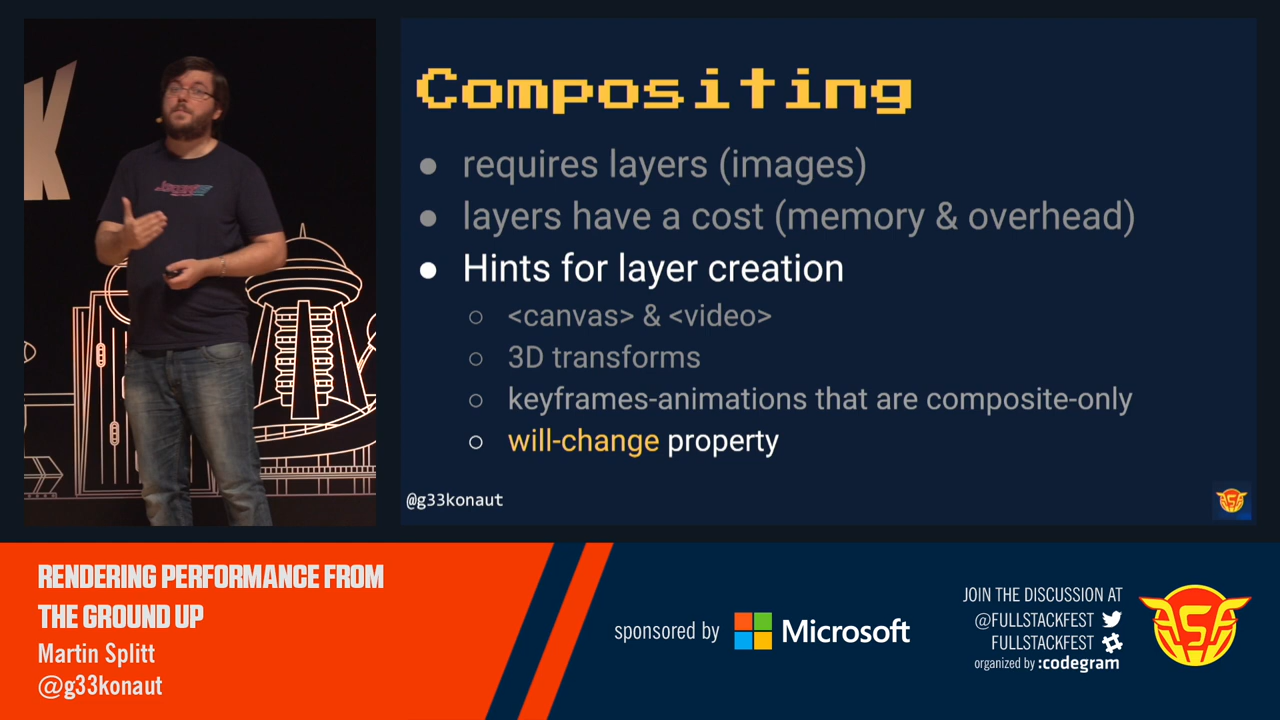 K
Compositing
● requires layers (images)
● layers have a cost (memory & overhead)
● Hints for layer creation
○ <canvas> & <video>
○ 3D transforms
○ keyframes-animations that are composite-only
○ will-change property
@g33konaut
RENDERING PERFORMANCE FROM
THE GROUND UP
Martin Splitt
@g33konaut
sponsored by Microsoft
JOIN THE DISCUSSION AT
@FULLSTACKFEST
FULLSTACKFEST
organized by :codegram
FSF